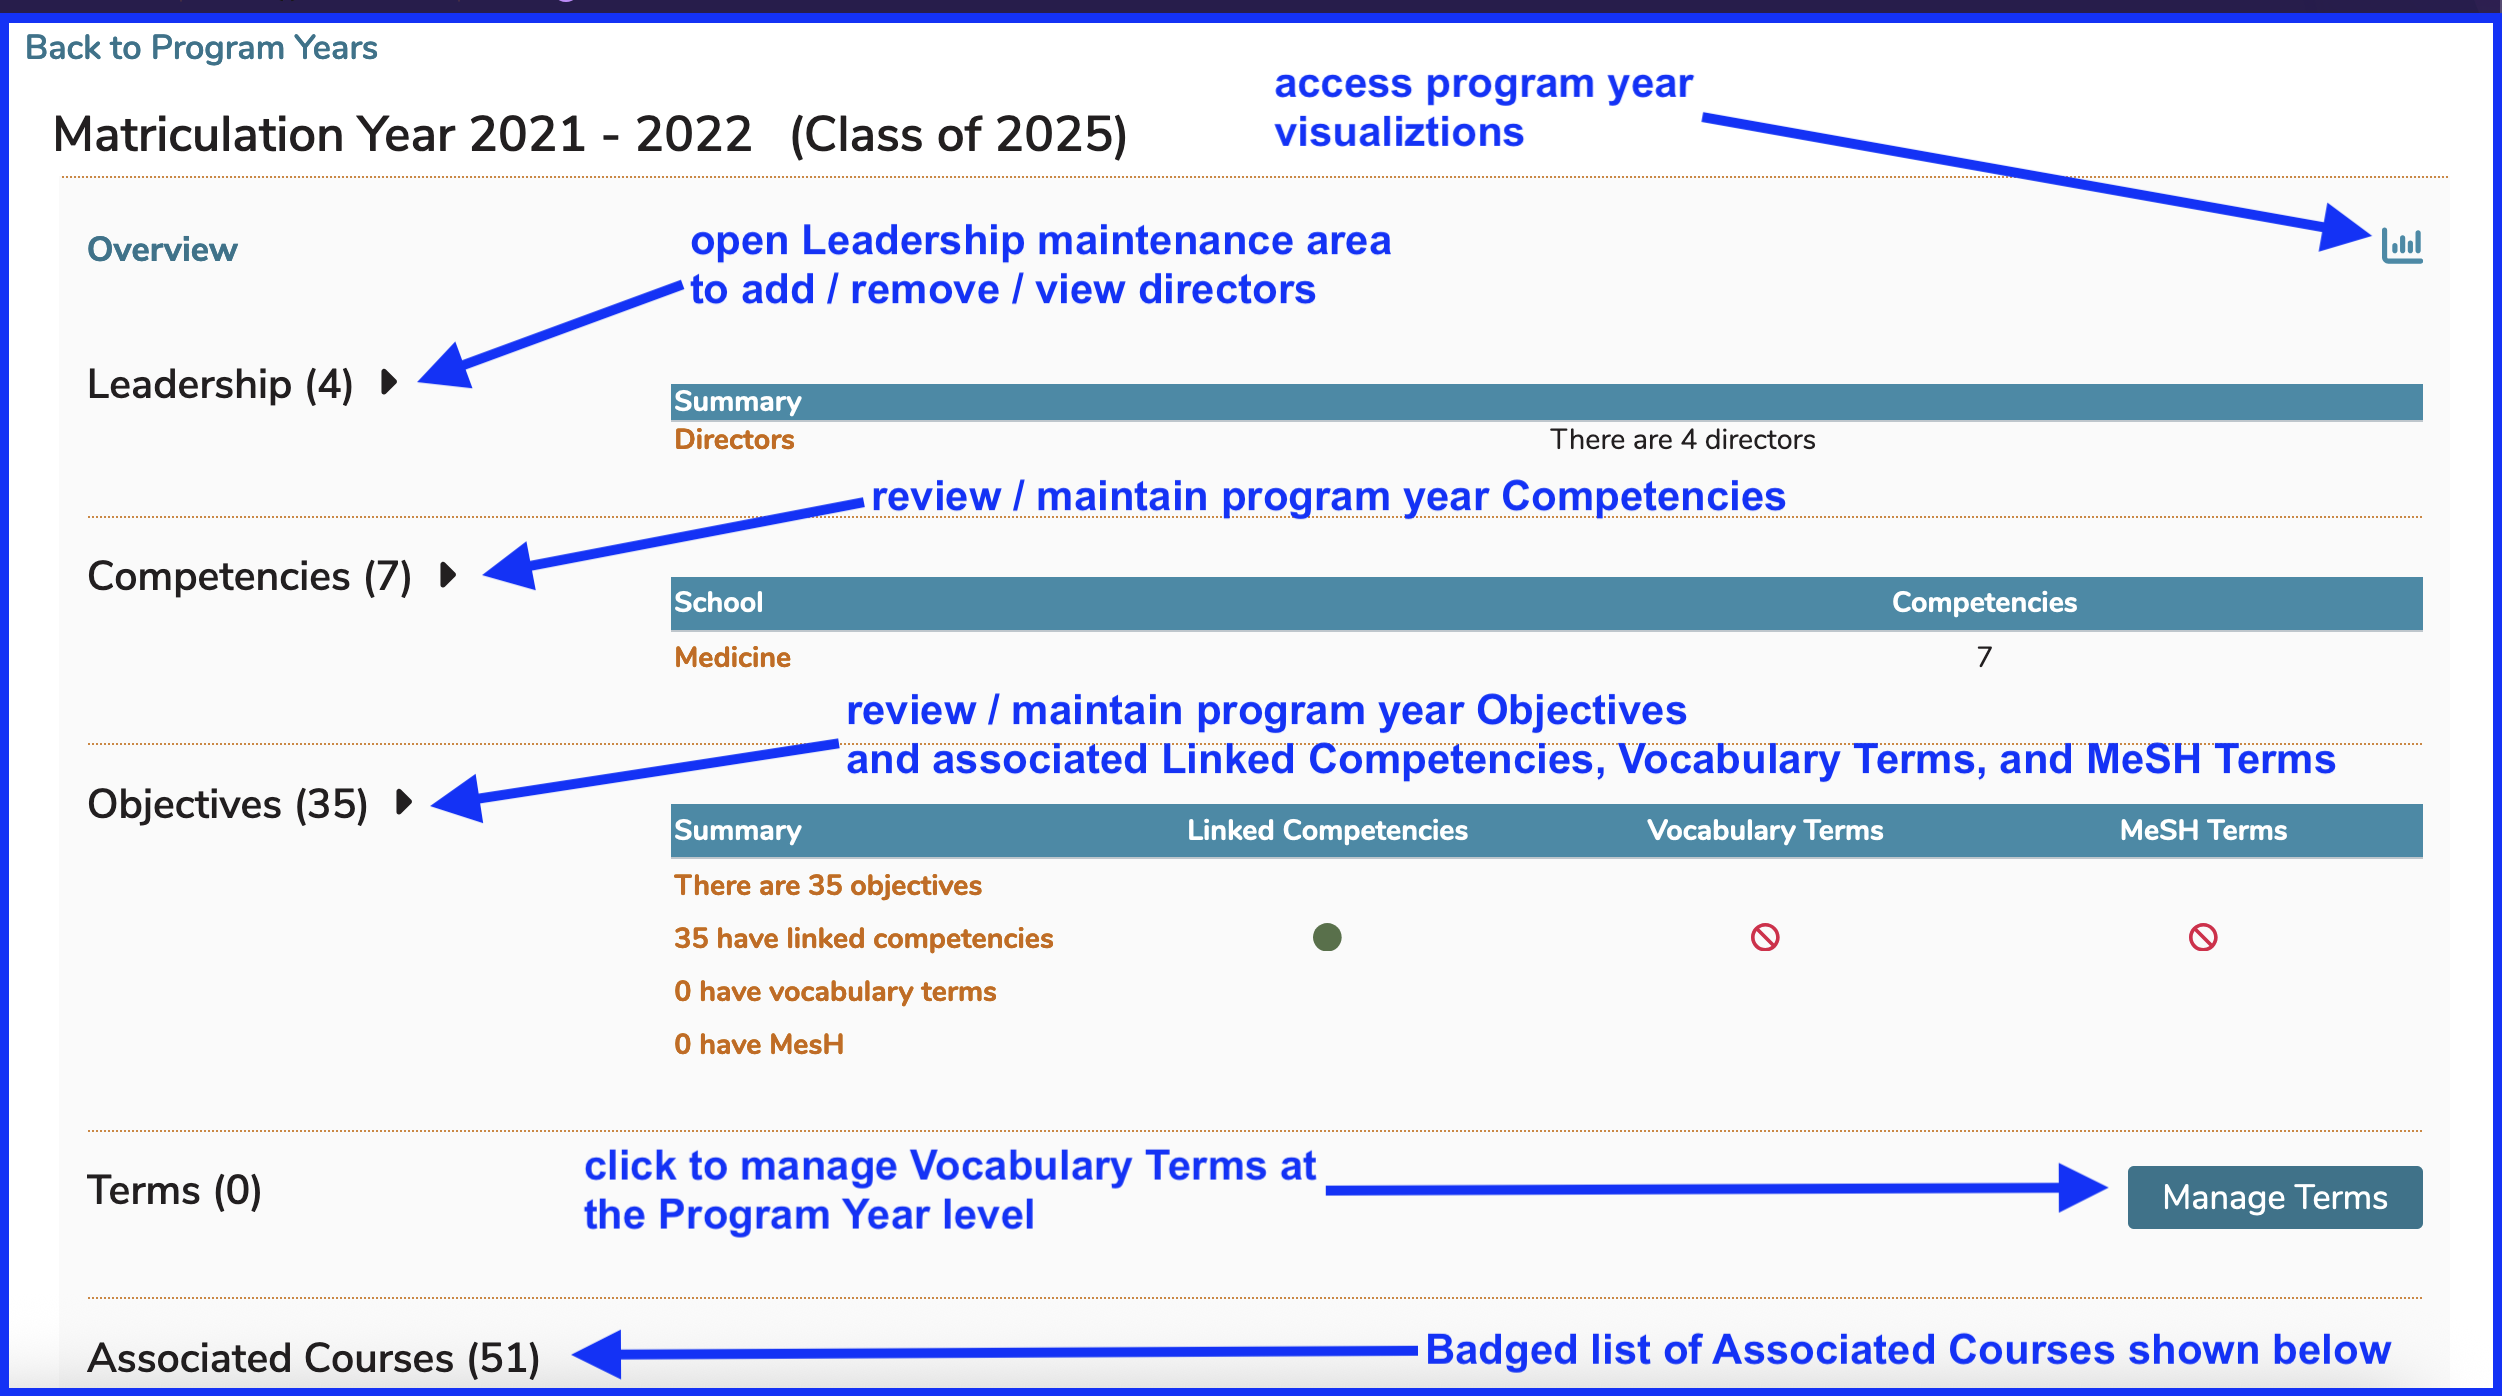 Back to Program Years
access program year
visualiztions
Matriculation Year 2021 - 2022 (Class of 2025)
Overview
open Leadership maintenance area
to add / remove / view directors
Leadership (4)
Summary
Directors There are 4 directors
review / maintain program year Competencies
Competencies (7)
School Competencies
Medicine 7
review / maintain program year Objectives
and associated Linked Competencies, Vocabulary Terms, and MeSH Terms
Objectives (35)
Summary Linked Competencies Vocabulary Terms MeSH Terms
There are 35 objectives
35 have linked competencies
0 have vocabulary terms
0 have MesH
click to manage Vocabulary Terms at
the Program Year level
Terms (0)
Manage Terms
Associated Courses (51)
Badged list of Associated Courses shown below